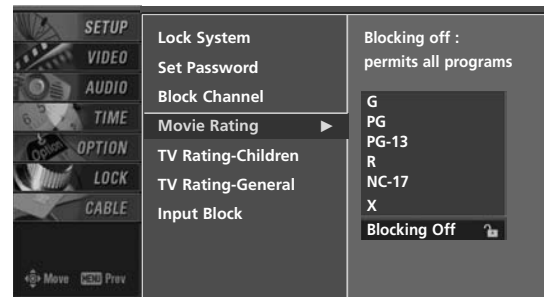 SETUP
VIDEO
AUDIO
TIME
OPTION
LOCK
CABLE
Move MENU Prev
Lock System
Set Password
Block Channel
Movie Rating
TV Rating-Children
TV Rating-General
Input Block
Blocking off :
permits all programs
G
PG
PG-13
R
NC-17
X
Blocking Off